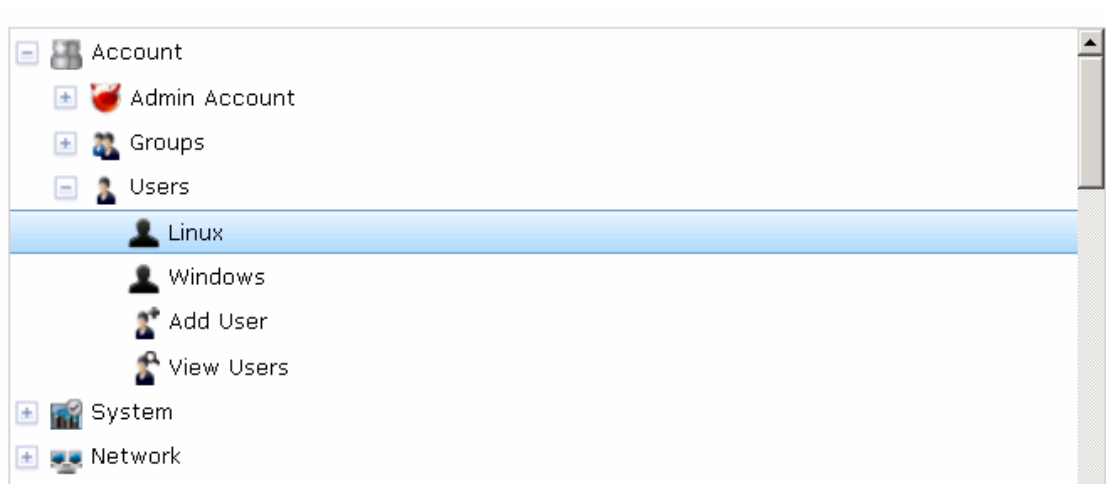 Account
Admin Account
Groups
Users
Linux
Windows
Add User
View Users
System
Network